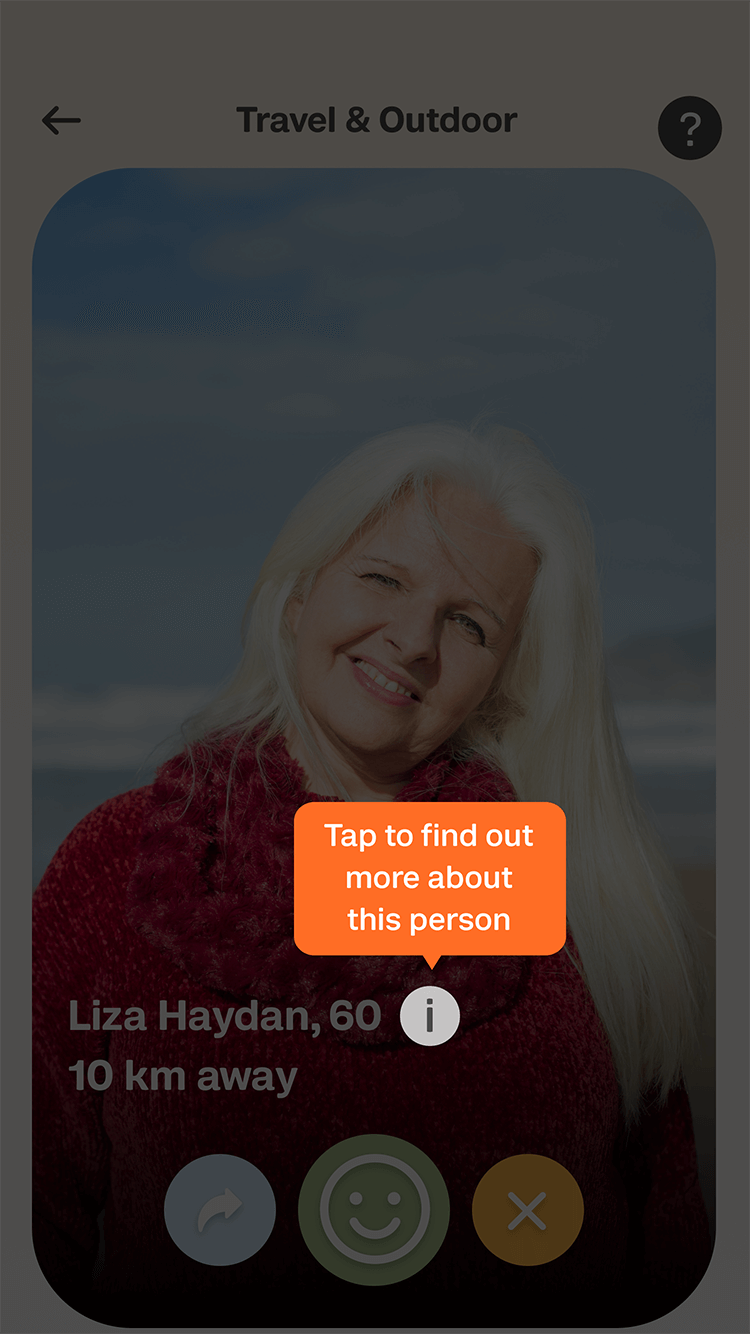 Travel & Outdoor
?
Tap to find out
more about
this person
Liza Haydan, 60
i
10 km away